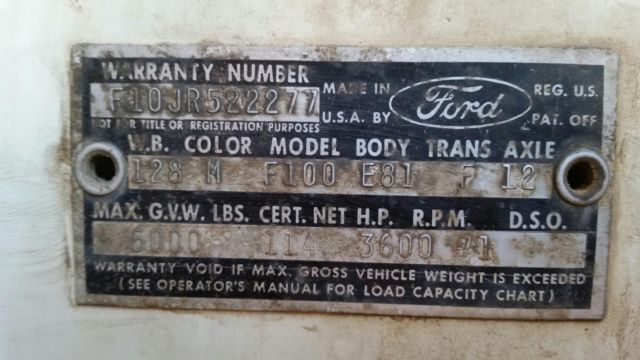 WARRANTY NUMBER
F10JR522277
MADE IN
U.S.A. BY
Ford
REG. U.S.
PAT. OFF
NOT FOR TITLE OR REGISTRATION PURPOSES
W.B. COLOR MODEL BODY TRANS AXLE
128 M F100 E81 F 12
MAX. G.V.W. LBS. CERT. NET H.P. R.P.M. D.S.O.
5000 114 3600 71
WARRANTY VOID IF MAX. GROSS VEHICLE WEIGHT IS EXCEEDED
(SEE OPERATOR'S MANUAL FOR LOAD CAPACITY CHART)